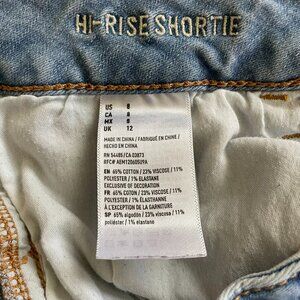 HI-RISE SHORTIE
US 8
CA 8
MX 8
UK 12
MADE IN CHINA / FABRIQUÉ EN CHINE /
HECHO EN CHINA
RN 54485/CA 03873
RFC# AEM1206051J9A
EN: 65% COTTON / 23% VISCOSE / 11%
POLYESTER / 1% ELASTANE
EXCLUSIVE OF DECORATION
FR: 65% COTON / 23% VISCOSE / 11%
POLYESTER / 1% ÉLASTHANNE
À L'EXCEPTION DE LA GARNITURE
SP: 65% algodón / 23% viscosa / 11%
poliéster / 1% elastano